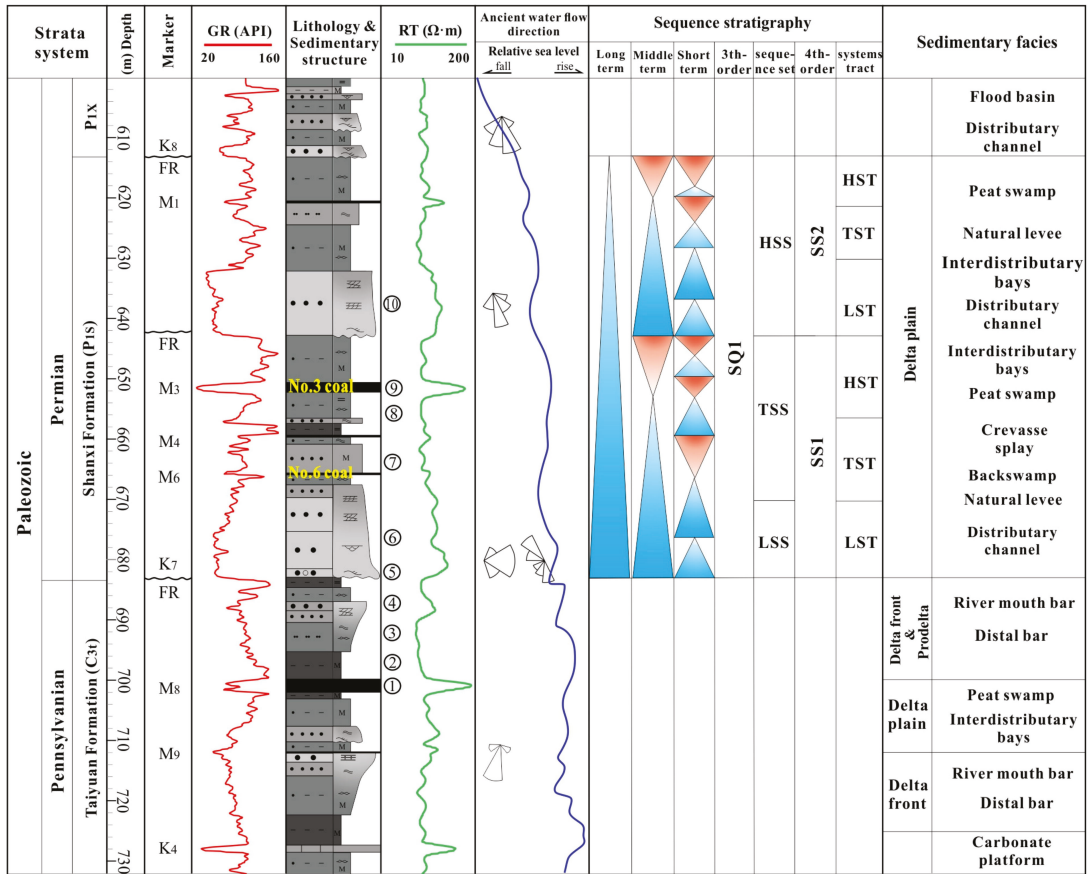 Strata system
(m) Depth
Marker
GR (API)
20 160
Lithology & Sedimentary structure
RT (Ω·m)
10 200
Ancient water flow direction
Relative sea level
fall rise
Sequence stratigraphy
Long term
Middle term
Short term
3th-order
seque-nce set
4th-order
systems tract
Sedimentary facies
Paleozoic
Permian
Pennsylvanian
P1X
Shanxi Formation (P1s)
Taiyuan Formation (C3t)
610
620
630
640
650
660
670
680
690
700
710
720
730
K8
FR
M1
FR
M3
M4
M6
K7
FR
M8
M9
K4
M
M
M
M
M
M
M
M
M
M
M
No.3 coal
No.6 coal
⑩
⑨
⑧
⑦
⑥
⑤
④
③
②
①
SQ1
HSS
TSS
LSS
SS2
SS1
HST
TST
LST
HST
TST
LST
Flood basin
Distributary channel
Delta plain
Peat swamp
Natural levee
Interdistributary bays
Distributary channel
Interdistributary bays
Peat swamp
Crevasse splay
Backswamp
Natural levee
Distributary channel
Delta front & Prodelta
River mouth bar
Distal bar
Delta plain
Peat swamp
Interdistributary bays
Delta front
River mouth bar
Distal bar
Carbonate platform